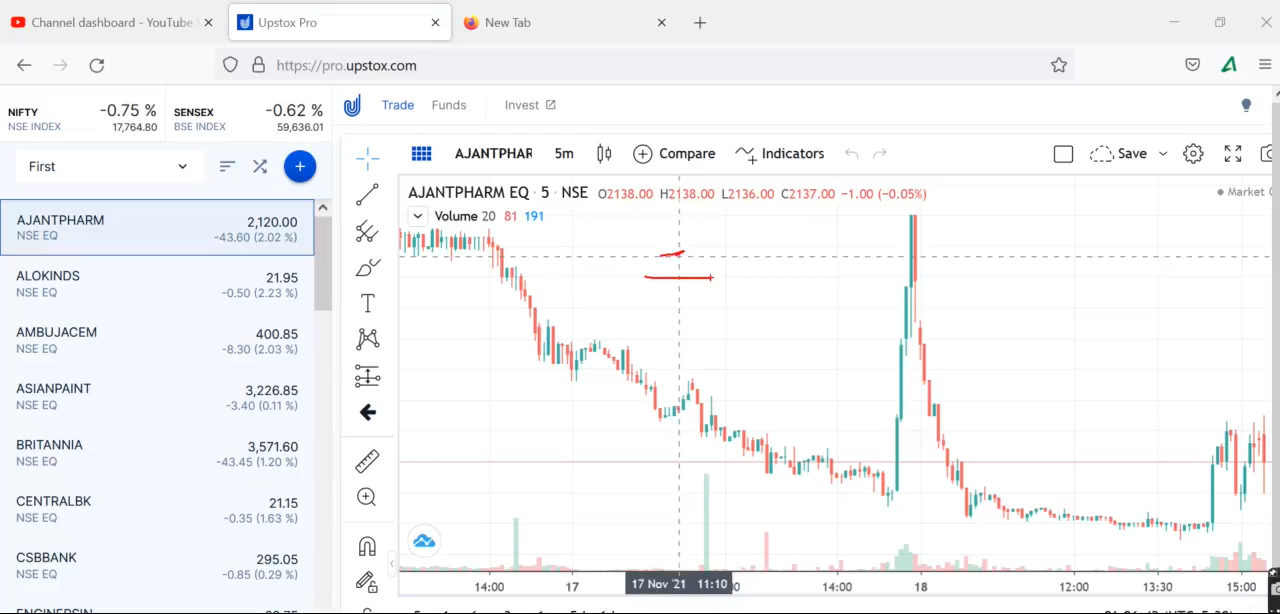 Channel dashboard - YouTube
Upstox Pro
New Tab
https://pro.upstox.com
NIFTY -0.75 %
NSE INDEX 17,764.80
SENSEX -0.62 %
BSE INDEX 59,636.01
Trade Funds Invest
First
AJANTPHAR 5m Compare Indicators Save
AJANTPHARM EQ · 5 · NSE O2138.00 H2138.00 L2136.00 C2137.00 -1.00 (-0.05%)
Market
Volume 20 81 191
AJANTPHARM 2,120.00
NSE EQ -43.60 (2.02 %)
ALOKINDS 21.95
NSE EQ -0.50 (2.23 %)
AMBUJACEM 400.85
NSE EQ -8.30 (2.03 %)
ASIANPAINT 3,226.85
NSE EQ -3.40 (0.11 %)
BRITANNIA 3,571.60
NSE EQ -43.45 (1.20 %)
CENTRALBK 21.15
NSE EQ -0.35 (1.63 %)
CSBBANK 295.05
NSE EQ -0.85 (0.29 %)
14:00 17 17 Nov '21 11:10 14:00 18 12:00 13:30 15:00